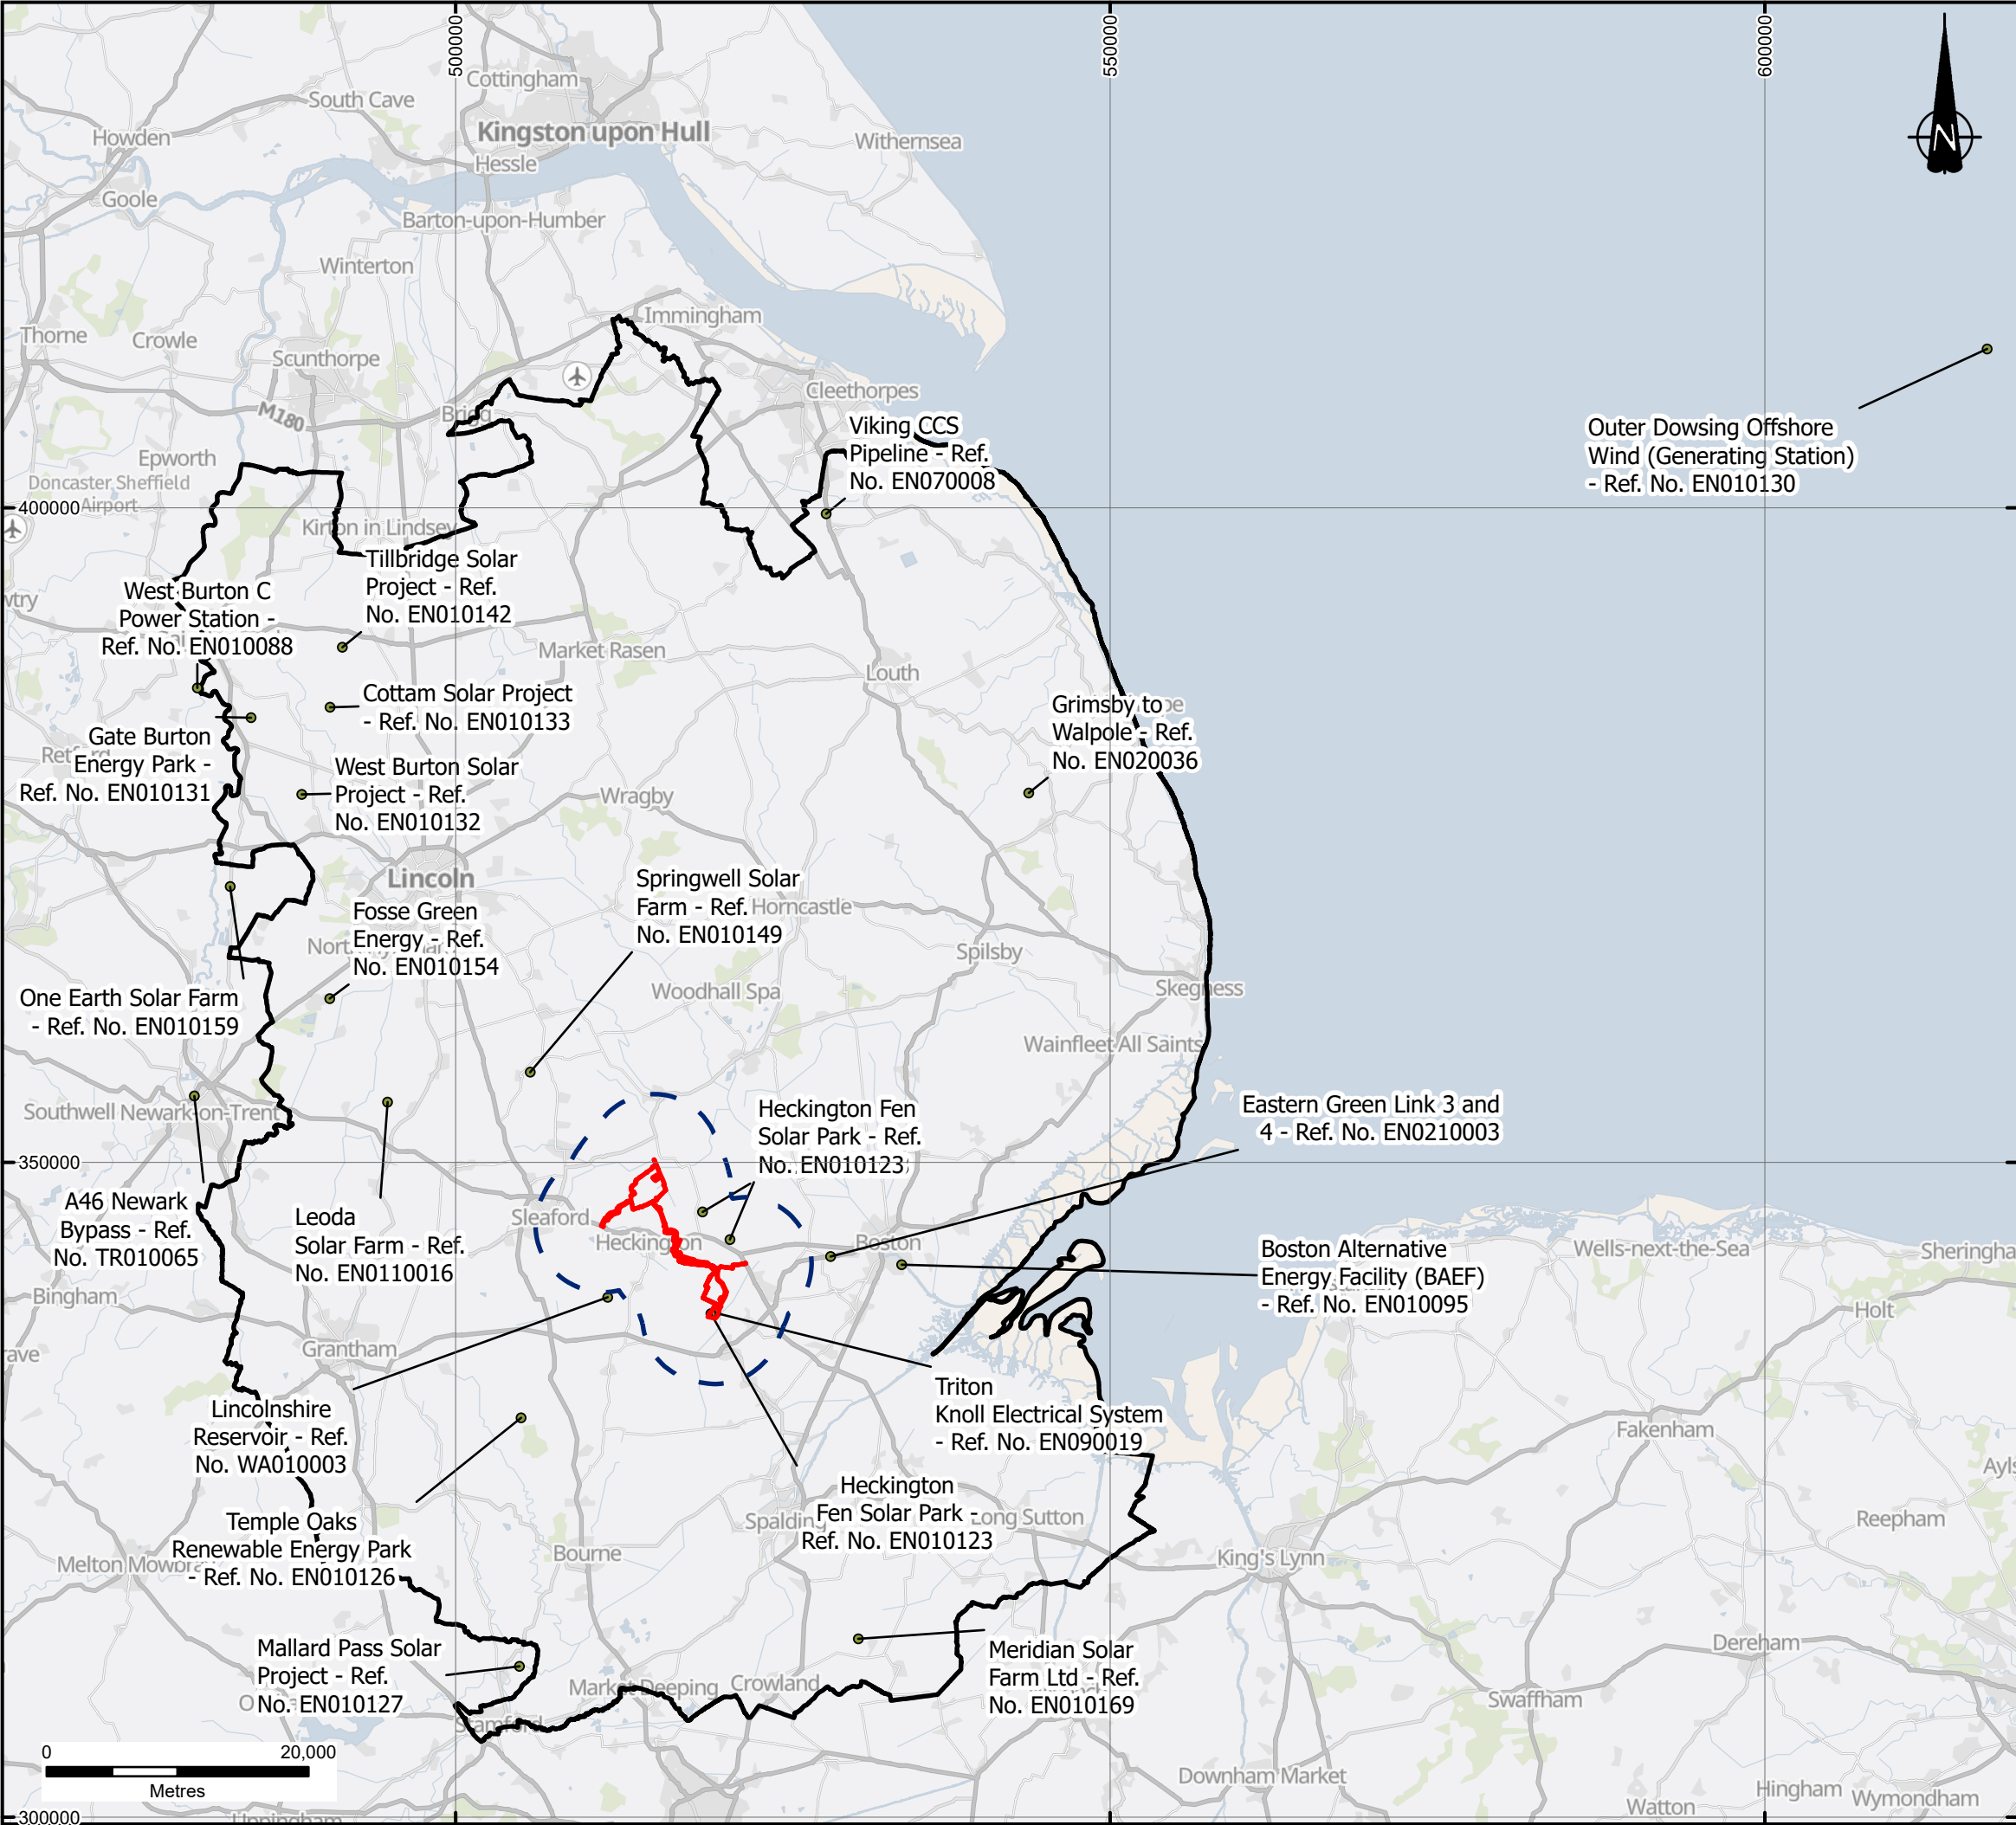 500000
550000
600000
Cottingham
South Cave
Kingston upon Hull
Howden
Withernsea
Hessle
Goole
Barton-upon-Humber
Winterton
Immingham
Thorne
Crowle
Scunthorpe
Cleethorpes
M180
Brigg
Viking CCS
Pipeline - Ref.
No. EN070008
Outer Dowsing Offshore
Wind (Generating Station)
- Ref. No. EN010130
Epworth
Doncaster Sheffield
Airport
400000
Kirton in Lindsey
Tillbridge Solar
Project - Ref.
No. EN010142
West Burton C
Power Station -
Ref. No. EN010088
Market Rasen
Louth
Cottam Solar Project
- Ref. No. EN010133
Grimsby to
Walpole - Ref.
No. EN020036
Gate Burton
Energy Park -
Ref. No. EN010131
West Burton Solar
Project - Ref.
No. EN010132
Wragby
Lincoln
Springwell Solar
Farm - Ref.
No. EN010149
Horncastle
Fosse Green
Energy - Ref.
No. EN010154
Spilsby
One Earth Solar Farm
- Ref. No. EN010159
Woodhall Spa
Skegness
Wainfleet All Saints
Southwell
Newark-on-Trent
Heckington Fen
Solar Park - Ref.
No. EN010123
Eastern Green Link 3 and
4 - Ref. No. EN0210003
350000
A46 Newark
Bypass - Ref.
No. TR010065
Leoda
Solar Farm - Ref.
No. EN0110016
Sleaford
Heckington
Boston
Boston Alternative
Energy Facility (BAEF)
- Ref. No. EN010095
Wells-next-the-Sea
Sheringha
Bingham
Holt
Grantham
Lincolnshire
Reservoir - Ref.
No. WA010003
Triton
Knoll Electrical System
- Ref. No. EN090019
Fakenham
Ayls
Heckington
Fen Solar Park -
Ref. No. EN010123
Spalding
Long Sutton
Reepham
Temple Oaks
Renewable Energy Park
- Ref. No. EN010126
Melton Mowbray
Bourne
King's Lynn
Mallard Pass Solar
Project - Ref.
No. EN010127
Meridian Solar
Farm Ltd - Ref.
No. EN010169
Dereham
Market Deeping
Crowland
Swaffham
Stamford
0
20,000
Metres
Downham Market
Hingham
Wymondham
Watton
300000
Uppingham
N